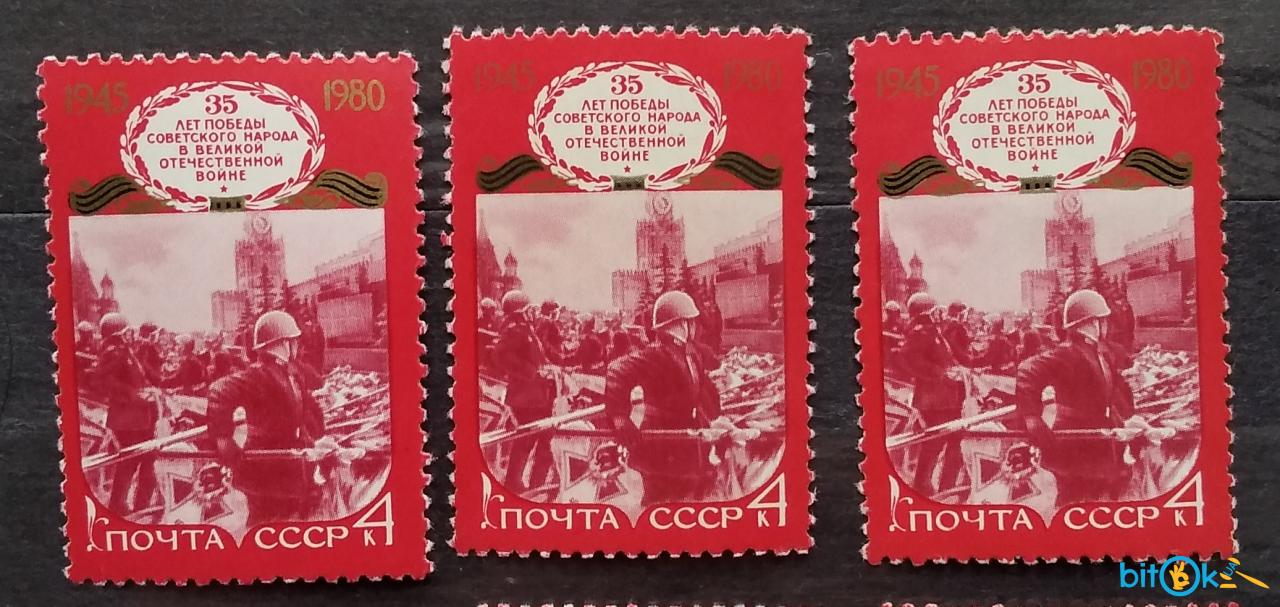 1945 1980
35
ЛЕТ ПОБЕДЫ
СОВЕТСКОГО НАРОДА
В ВЕЛИКОЙ
ОТЕЧЕСТВЕННОЙ
ВОЙНЕ
ПОЧТА СССР 4
К
1945 1980
35
ЛЕТ ПОБЕДЫ
СОВЕТСКОГО НАРОДА
В ВЕЛИКОЙ
ОТЕЧЕСТВЕННОЙ
ВОЙНЕ
ПОЧТА СССР 4
К
1945 1980
35
ЛЕТ ПОБЕДЫ
СОВЕТСКОГО НАРОДА
В ВЕЛИКОЙ
ОТЕЧЕСТВЕННОЙ
ВОЙНЕ
ПОЧТА СССР 4
К
bitOk UA